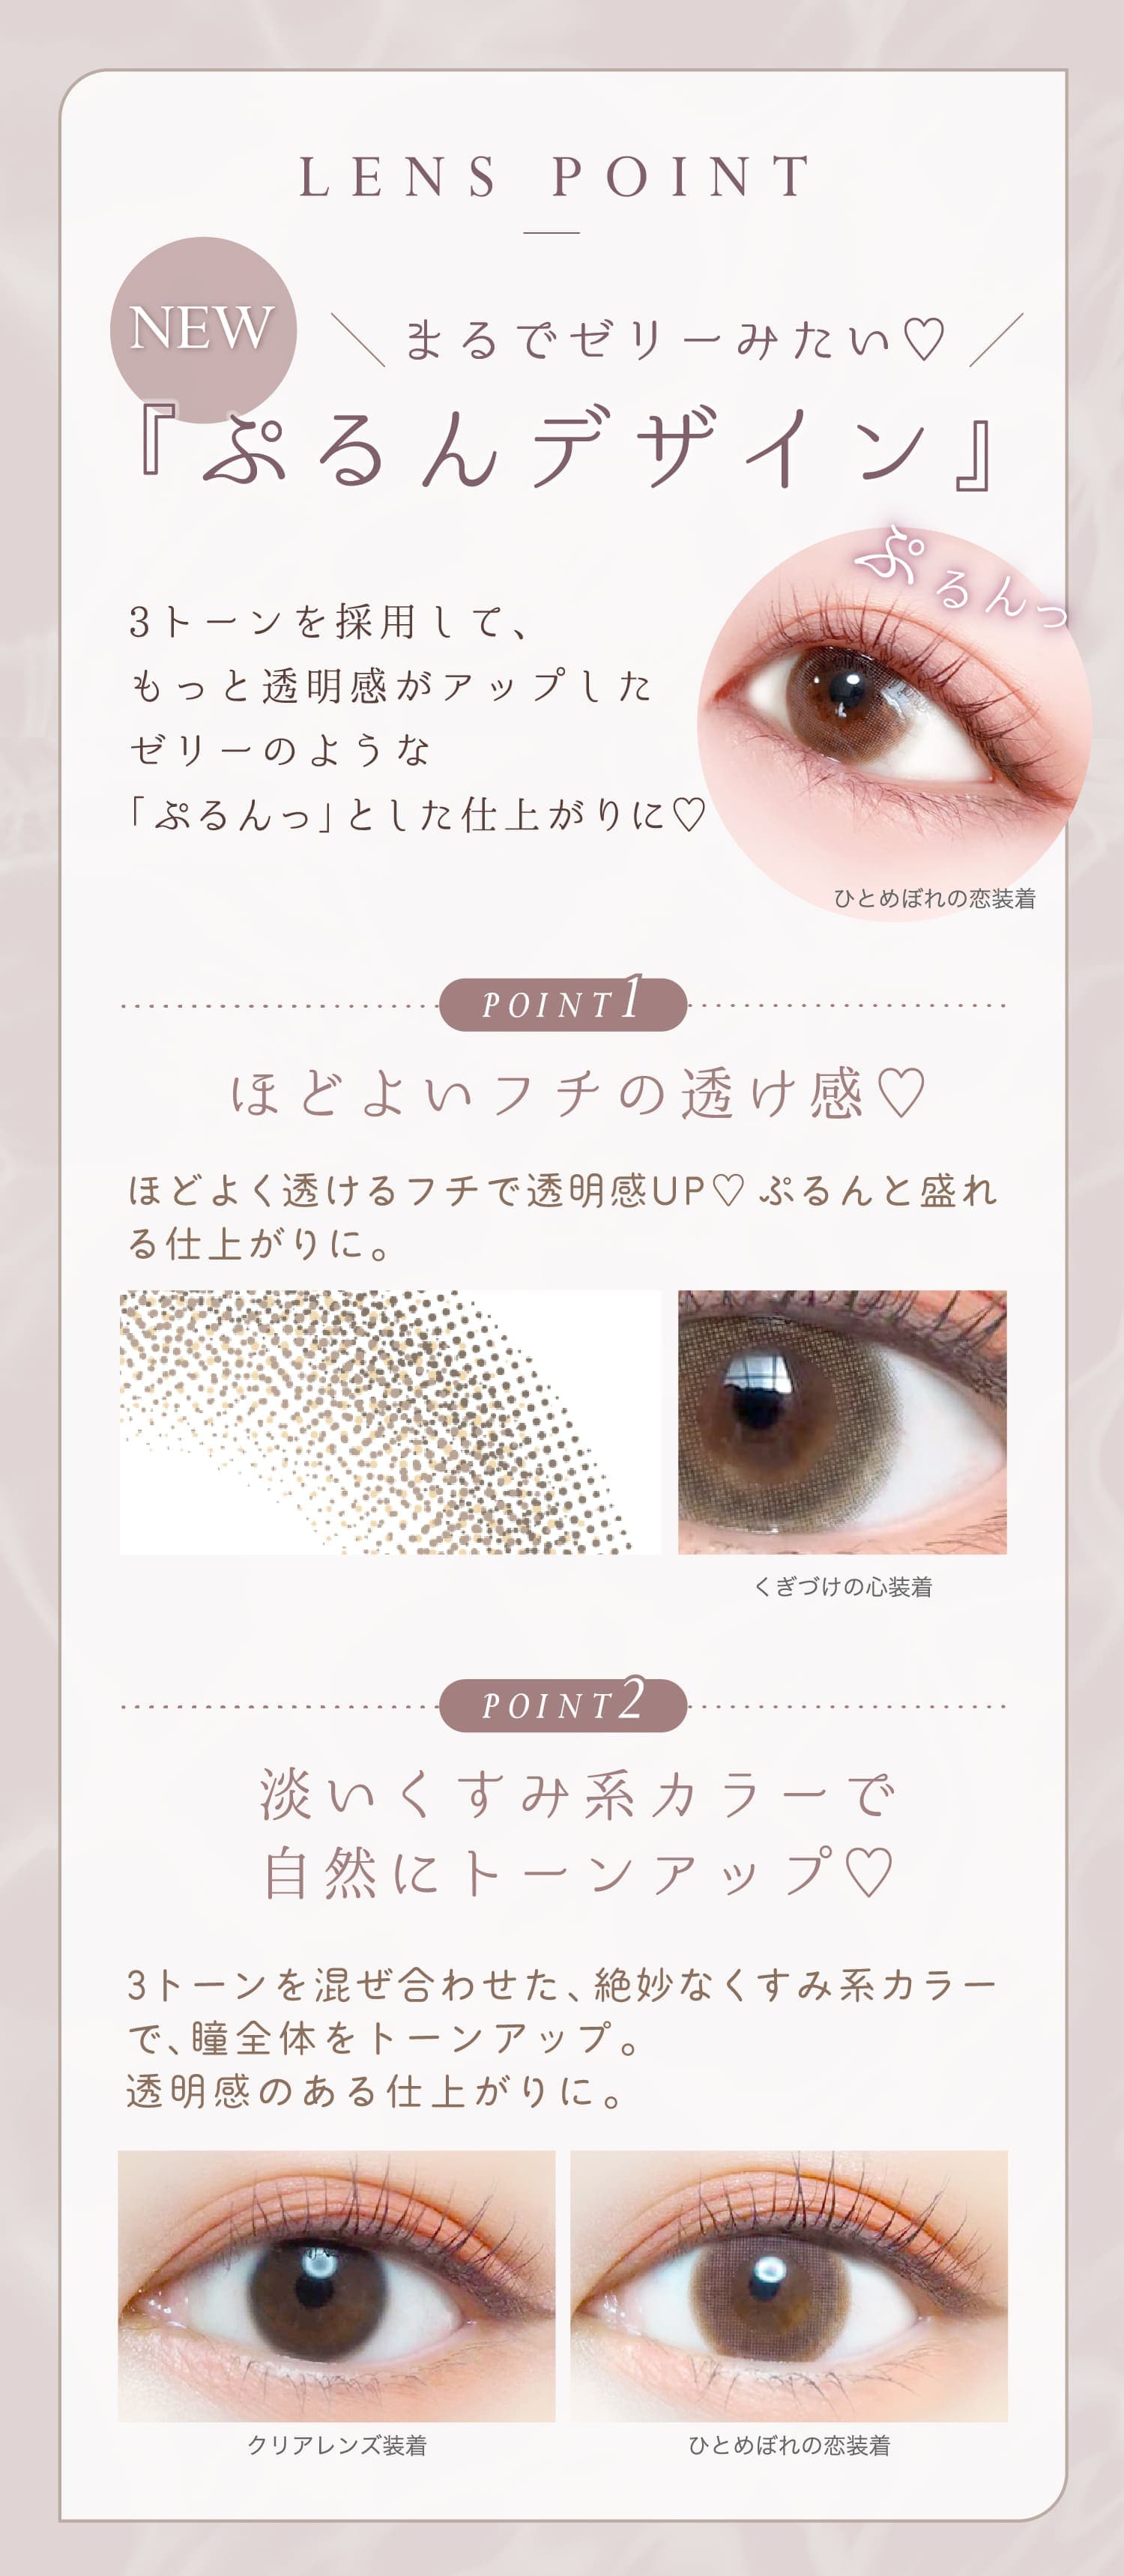 LENS POINT
NEW
＼ まるでゼリーみたい♡ ／
『ぷるんデザイン』
ぷるんっ
3トーンを採用して、
もっと透明感がアップした
ゼリーのような
「ぷるんっ」とした仕上がりに♡
ひとめぼれの恋装着
POINT1
ほどよいフチの透け感♡
ほどよく透けるフチで透明感UP♡ ぷるんと盛れ
る仕上がりに。
くぎづけの心装着
POINT2
淡いくすみ系カラーで
自然にトーンアップ♡
3トーンを混ぜ合わせた、絶妙なくすみ系カラー
で、瞳全体をトーンアップ。
透明感のある仕上がりに。
クリアレンズ装着
ひとめぼれの恋装着